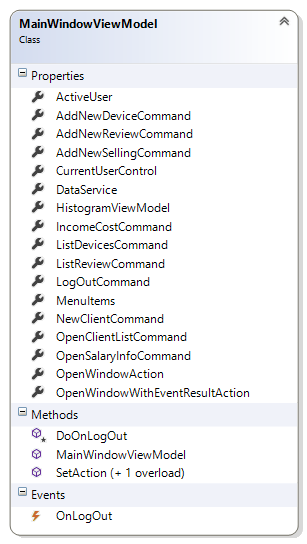 MainWindowViewModel
Class
Properties
ActiveUser
AddNewDeviceCommand
AddNewReviewCommand
AddNewSellingCommand
CurrentUserControl
DataService
HistogramViewModel
IncomeCostCommand
ListDevicesCommand
ListReviewCommand
LogOutCommand
MenuItems
NewClientCommand
OpenClientListCommand
OpenSalaryInfoCommand
OpenWindowAction
OpenWindowWithEventResultAction
Methods
DoOnLogOut
MainWindowViewModel
SetAction (+ 1 overload)
Events
OnLogOut